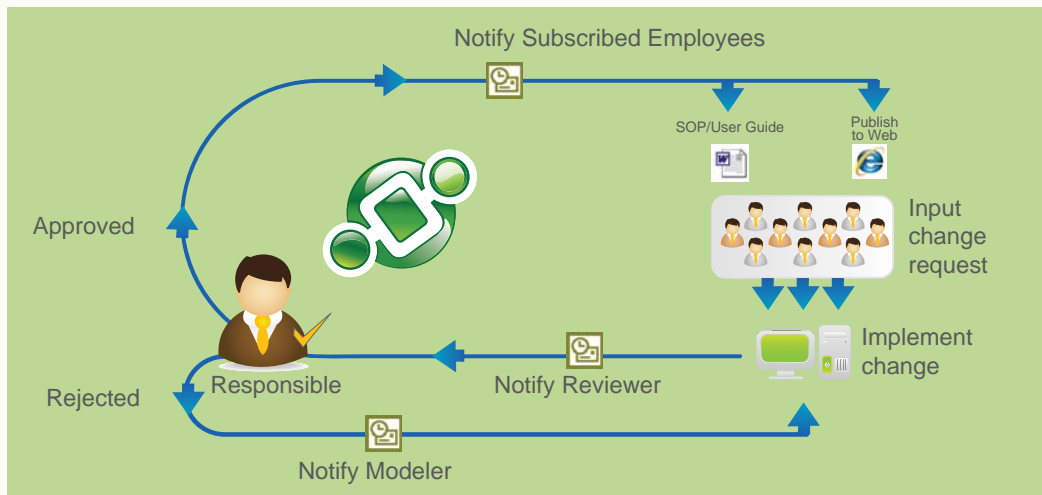 Notify Subscribed Employees
SOP/User Guide
Publish
to Web
W
Approved
Input
change
request
Responsible
Notify Reviewer
Implement
change
Rejected
Notify Modeler